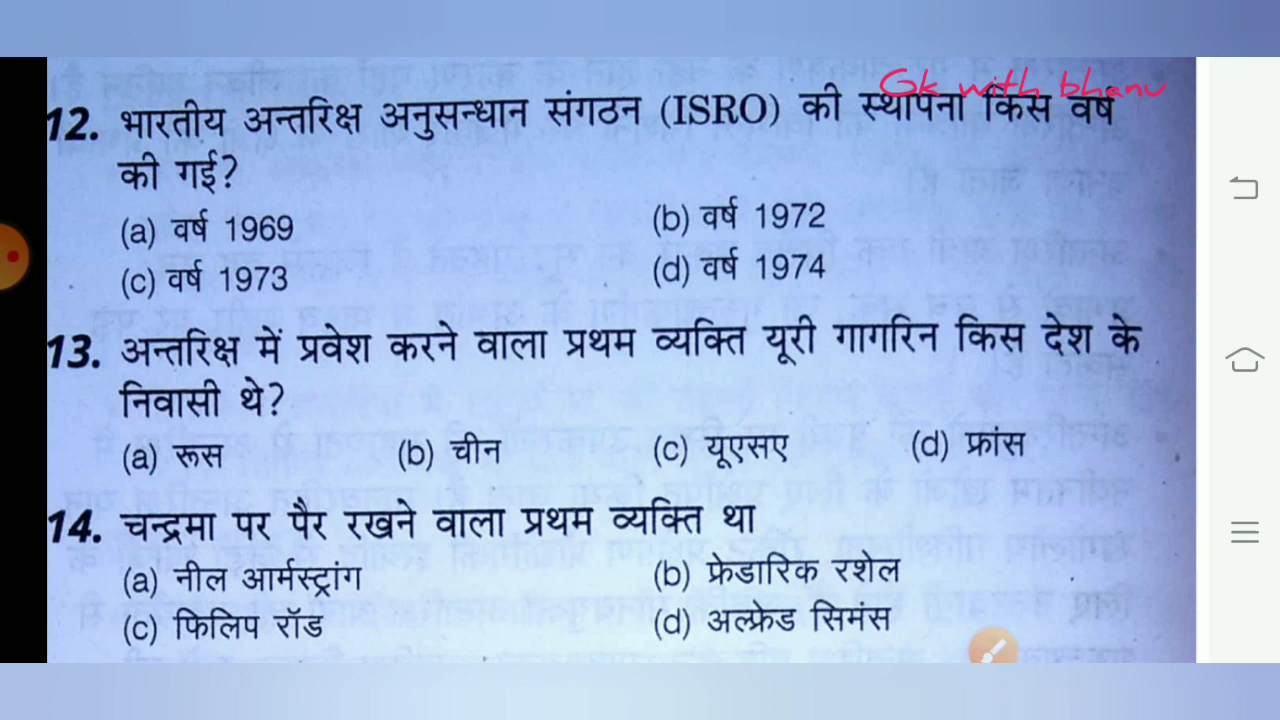 Gk with bhanu
12. भारतीय अन्तरिक्ष अनुसन्धान संगठन (ISRO) की स्थापना किस वर्ष
की गई?
(a) वर्ष 1969 (b) वर्ष 1972
(c) वर्ष 1973 (d) वर्ष 1974
13. अन्तरिक्ष में प्रवेश करने वाला प्रथम व्यक्ति यूरी गागरिन किस देश के
निवासी थे?
(a) रूस (b) चीन (c) यूएसए (d) फ्रांस
14. चन्द्रमा पर पैर रखने वाला प्रथम व्यक्ति था
(a) नील आर्मस्ट्रांग (b) फ्रेडारिक रशेल
(c) फिलिप रॉड (d) अल्फ्रेड सिमंस